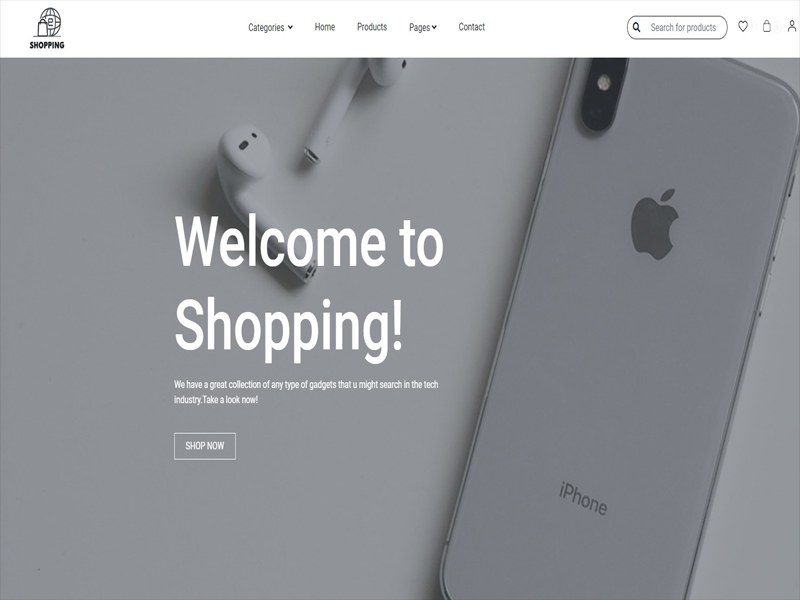 SHOPPING
Categories
Home
Products
Pages
Contact
Search for products
Welcome to
Shopping!
We have a great collection of any type of gadgets that u might search in the tech
industry.Take a look now!
SHOP NOW
iPhone